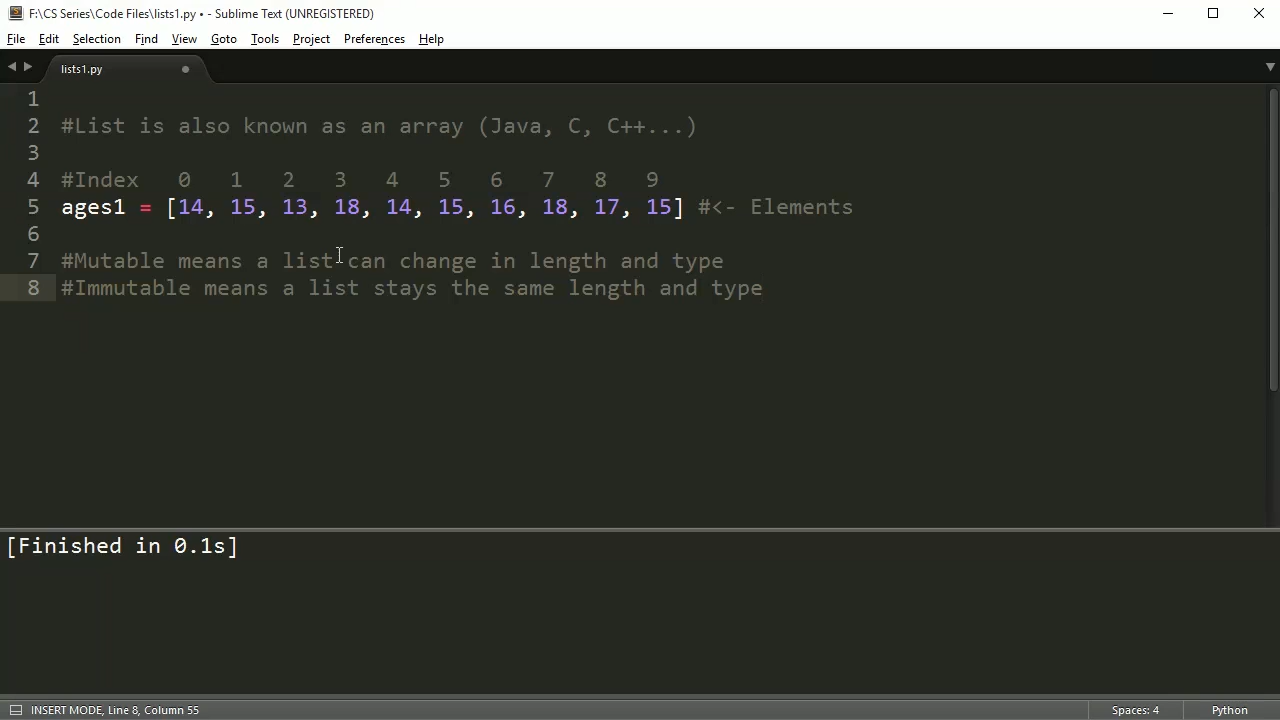 F:\CS Series\Code Files\lists1.py • - Sublime Text (UNREGISTERED)
File Edit Selection Find View Goto Tools Project Preferences Help
lists1.py
1
2 #List is also known as an array (Java, C, C++...)
3
4 #Index 0 1 2 3 4 5 6 7 8 9
5 ages1 = [14, 15, 13, 18, 14, 15, 16, 18, 17, 15] #<- Elements
6
7 #Mutable means a list can change in length and type
8 #Immutable means a list stays the same length and type
[Finished in 0.1s]
INSERT MODE, Line 8, Column 55 Spaces: 4 Python